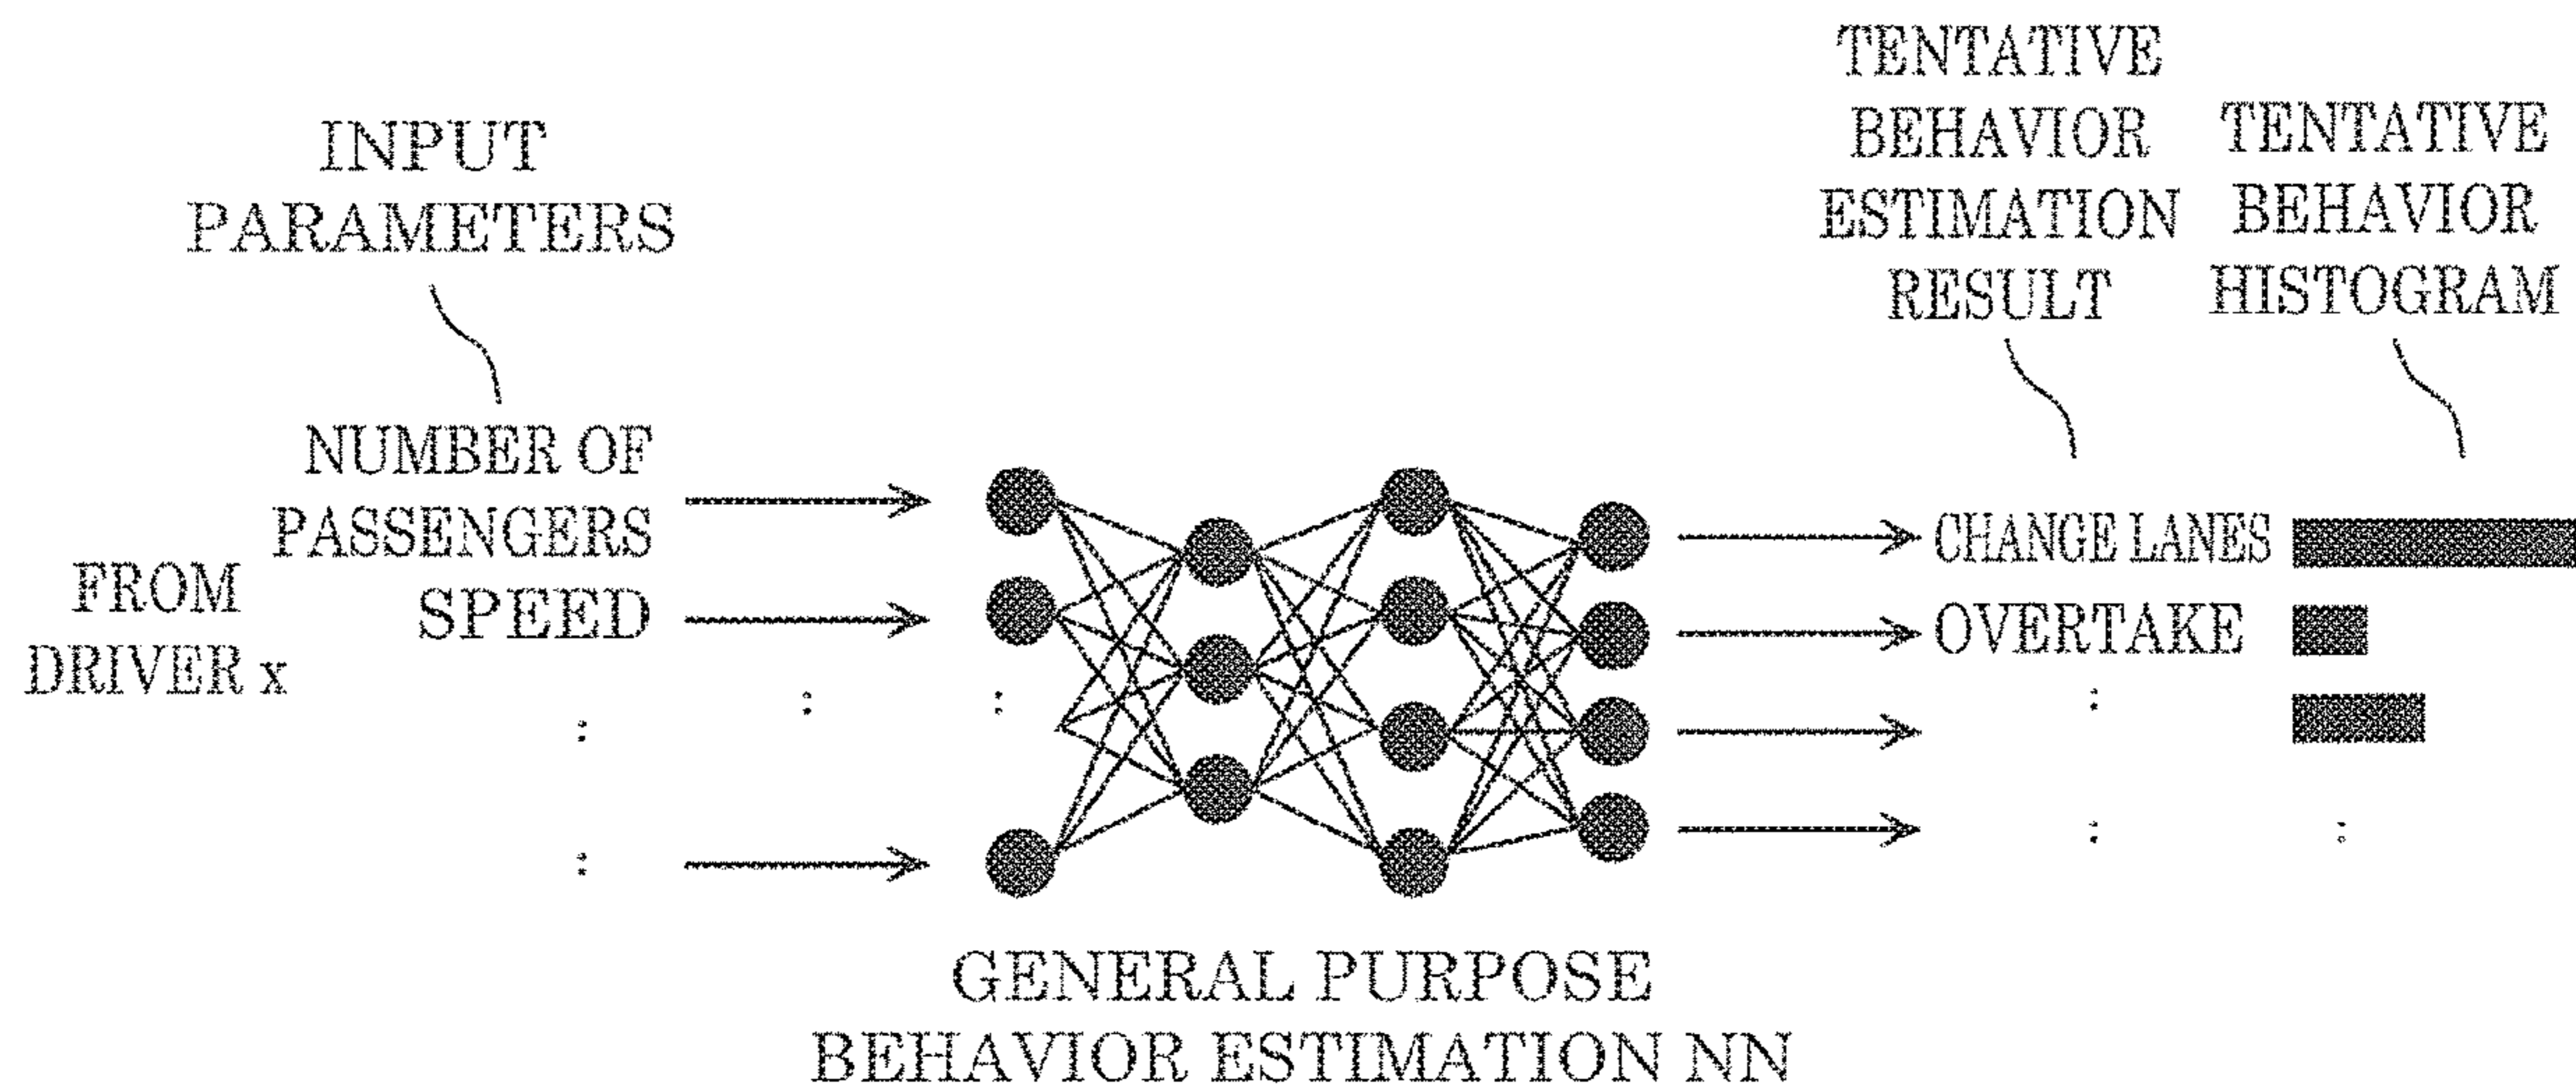 INPUT
PARAMETERS
TENTATIVE
BEHAVIOR
ESTIMATION
RESULT
TENTATIVE
BEHAVIOR
HISTOGRAM
FROM
DRIVER x
NUMBER OF
PASSENGERS
SPEED
CHANGE LANES
OVERTAKE
GENERAL PURPOSE
BEHAVIOR ESTIMATION NN